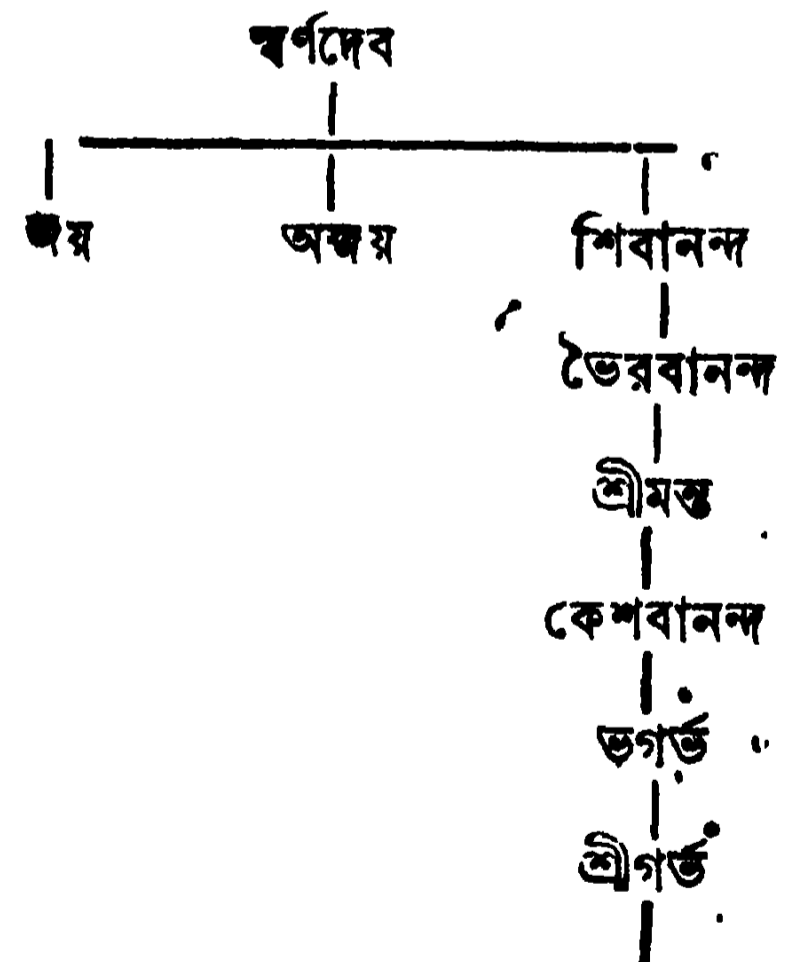 স্বর্ণদেব
জয় অজয় শিবানন্দ
ভৈরবানন্দ
শ্রীমন্ত
কেশবানন্দ
ভগর্ভ
শ্রীগর্ভ